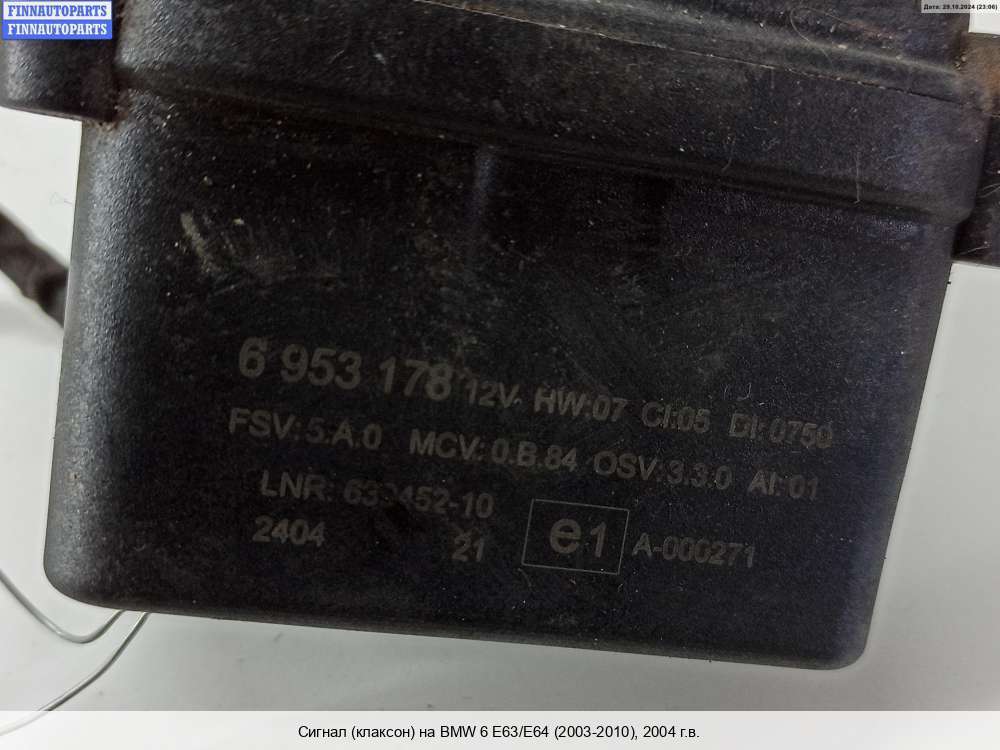 FINNAUTOPARTS
FINNAUTOPARTS
Дата: 29.10.2024 (23:06)
6 953 178 12V HW:07 CI:05 DI:0750
FSV:5.A.0 MCV:0.B.84 OSV:3.3.0 AI:01
LNR:
2404 21 e1 A-000271
Сигнал (клаксон) на BMW 6 E63/E64 (2003-2010), 2004 г.в.